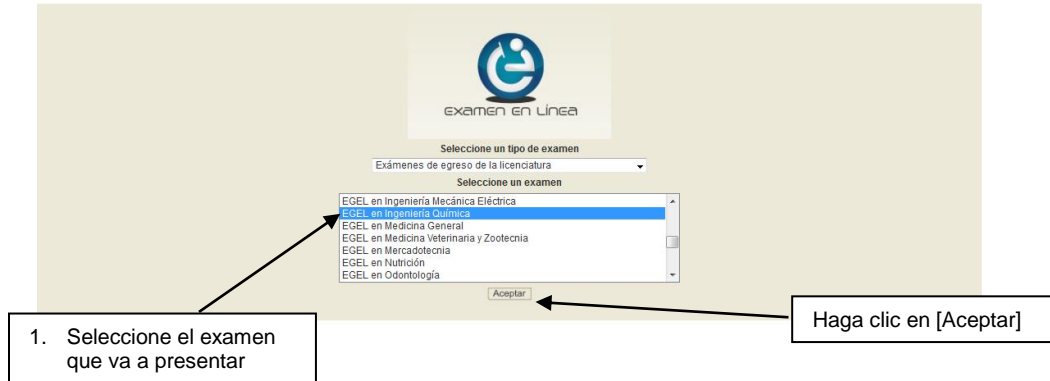 examen en Línea
Seleccione un tipo de examen
Exámenes de egreso de la licenciatura
Seleccione un examen
EGEL en Ingeniería Mecánica Eléctrica
EGEL en Ingeniería Química
EGEL en Medicina General
EGEL en Medicina Veterinaria y Zootecnia
EGEL en Mercadotecnia
EGEL en Nutrición
EGEL en Odontología
Aceptar
1. Seleccione el examen
que va a presentar
Haga clic en [Aceptar]